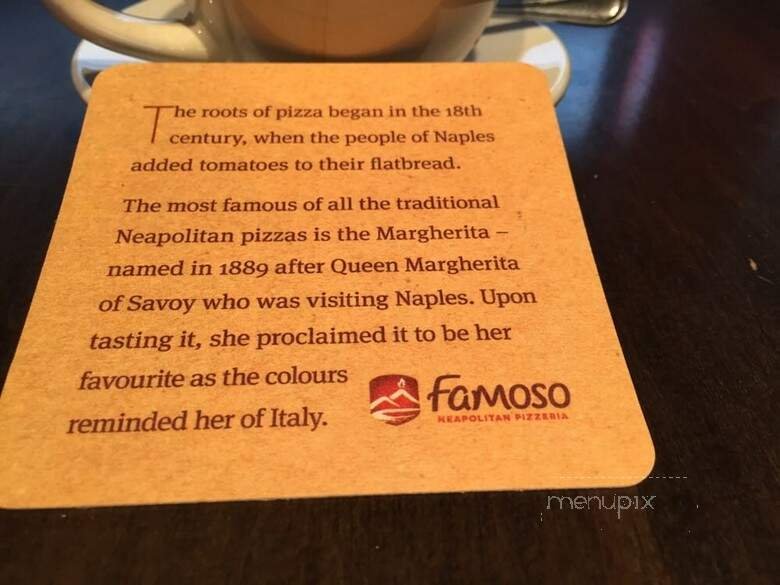 The roots of pizza began in the 18th
century, when the people of Naples
added tomatoes to their flatbread.
The most famous of all the traditional
Neapolitan pizzas is the Margherita –
named in 1889 after Queen Margherita
of Savoy who was visiting Naples. Upon
tasting it, she proclaimed it to be her
favourite as the colours
reminded her of Italy.
famoso
NEAPOLITAN PIZZERIA
menupix